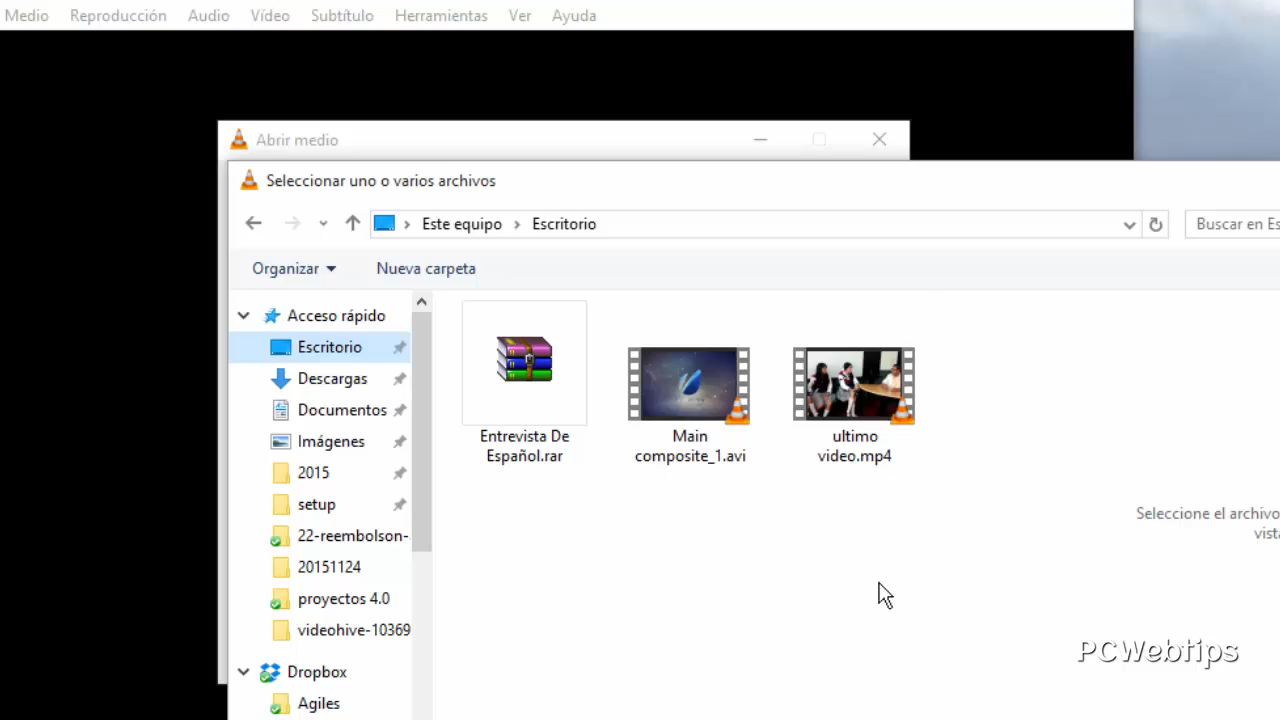 Medio Reproducción Audio Vídeo Subtítulo Herramientas Ver Ayuda
Abrir medio
Seleccionar uno o varios archivos
Este equipo Escritorio
Buscar en Es
Organizar Nueva carpeta
Acceso rápido
Escritorio
Descargas
Documentos
Imágenes
2015
setup
22-reembolson-
20151124
proyectos 4.0
videohive-10369
Dropbox
Agiles
Entrevista De
Español.rar
Main
composite_1.avi
ultimo
video.mp4
Seleccione el archivo
vista
PCWebtips